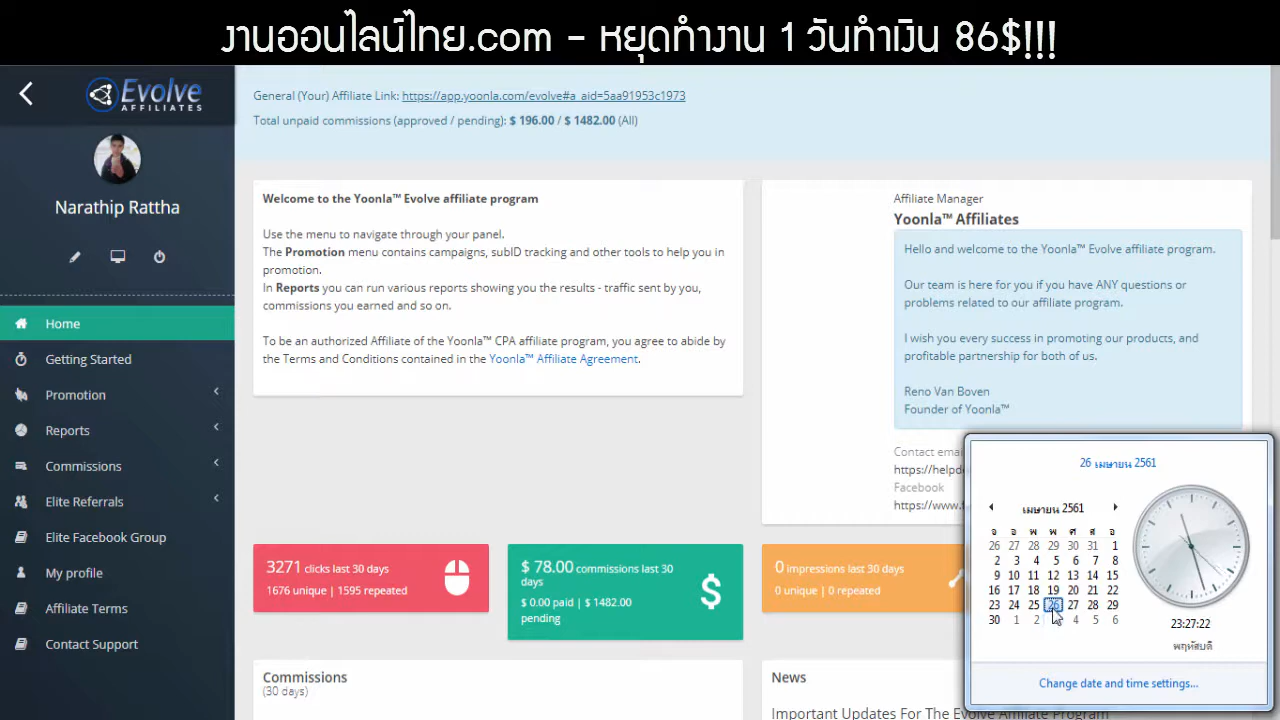 งานออนไลน์ไทย.com - หยุดทำงาน 1 วันทำเงิน 86$!!!
Evolve
AFFILIATES
Narathip Rattha
Home
Getting Started
Promotion
Reports
Commissions
Elite Referrals
Elite Facebook Group
My profile
Affiliate Terms
Contact Support
General (Your) Affiliate Link: https://app.yoonla.com/evolve#a_aid=5aa91953c1973
Total unpaid commissions (approved / pending): $ 196.00 / $ 1482.00 (All)
Welcome to the Yoonla™ Evolve affiliate program
Use the menu to navigate through your panel.
The Promotion menu contains campaigns, subID tracking and other tools to help you in
promotion.
In Reports you can run various reports showing you the results - traffic sent by you,
commissions you earned and so on.
To be an authorized Affiliate of the Yoonla™ CPA affiliate program, you agree to abide by
the Terms and Conditions contained in the Yoonla™ Affiliate Agreement.
Affiliate Manager
Yoonla™ Affiliates
Hello and welcome to the Yoonla™ Evolve affiliate program.
Our team is here for you if you have ANY questions or
problems related to our affiliate program.
I wish you every success in promoting our products, and
profitable partnership for both of us.
Reno Van Boven
Founder of Yoonla™
Contact emai
https://helpde
Facebook
https://www.f
3271 clicks last 30 days
1676 unique | 1595 repeated
$ 78.00 commissions last 30
days
$ 0.00 paid | $ 1482.00
pending
0 impressions last 30 days
0 unique | 0 repeated
Commissions
(30 days)
News
Important Updates For The Evolve Affiliate Program
26 เมษายน 2561
เมษายน 2561
จ อ พ พ ศ ส อ
26 27 28 29 30 31 1
2 3 4 5 6 7 8
9 10 11 12 13 14 15
16 17 18 19 20 21 22
23 24 25 26 27 28 29
30 1 2 4 5 6
23:27:22
พฤหัสบดี
Change date and time settings...